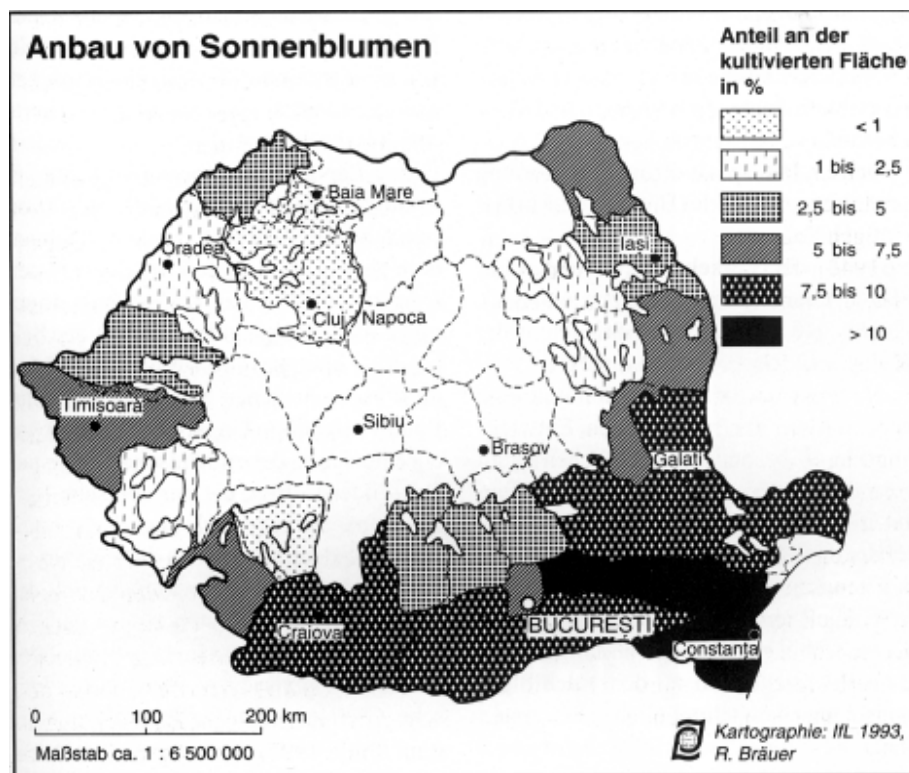 Anbau von Sonnenblumen
Anteil an der
kultivierten Fläche
in %
< 1
1 bis 2,5
2,5 bis 5
5 bis 7,5
7,5 bis 10
> 10
Baia Mare
Oradea
Iasi
Cluj Napoca
Timisoara
Sibiu
Brasov
Galati
Craiova
BUCURESTI
Constanța
0 100 200 km
Maßstab ca. 1 : 6 500 000
Kartographie: IfL 1993,
R. Bräuer